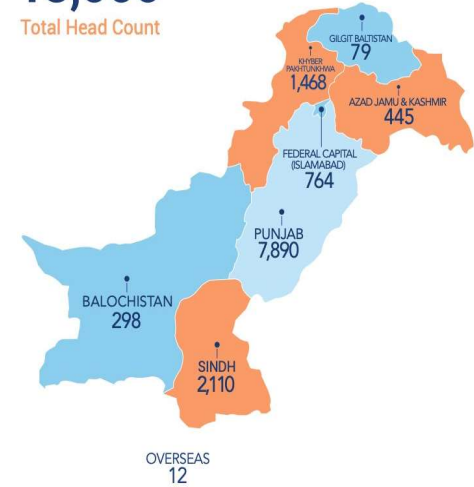 Total Head Count
GILGIT BALTISTAN
79
KHYBER
PAKHTUNKHWA
1,468
AZAD JAMU & KASHMIR
445
FEDERAL CAPITAL
(ISLAMABAD)
764
PUNJAB
7,890
BALOCHISTAN
298
SINDH
2,110
OVERSEAS
12